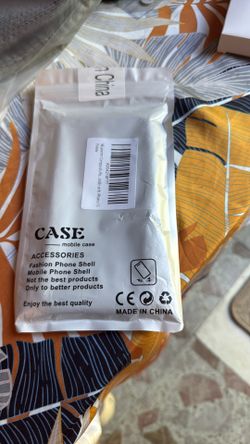 China
CASE
mobile case
ACCESSORIES
Fashion Phone Shell
Mobile Phone Shell
Not the best products
Only to better products
Enjoy the best quality
CE
MADE IN CHINA